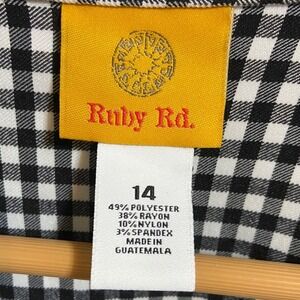 Ruby Rd.
14
49% POLYESTER
38% RAYON
10% NYLON
3% SPANDEX
MADE IN
GUATEMALA